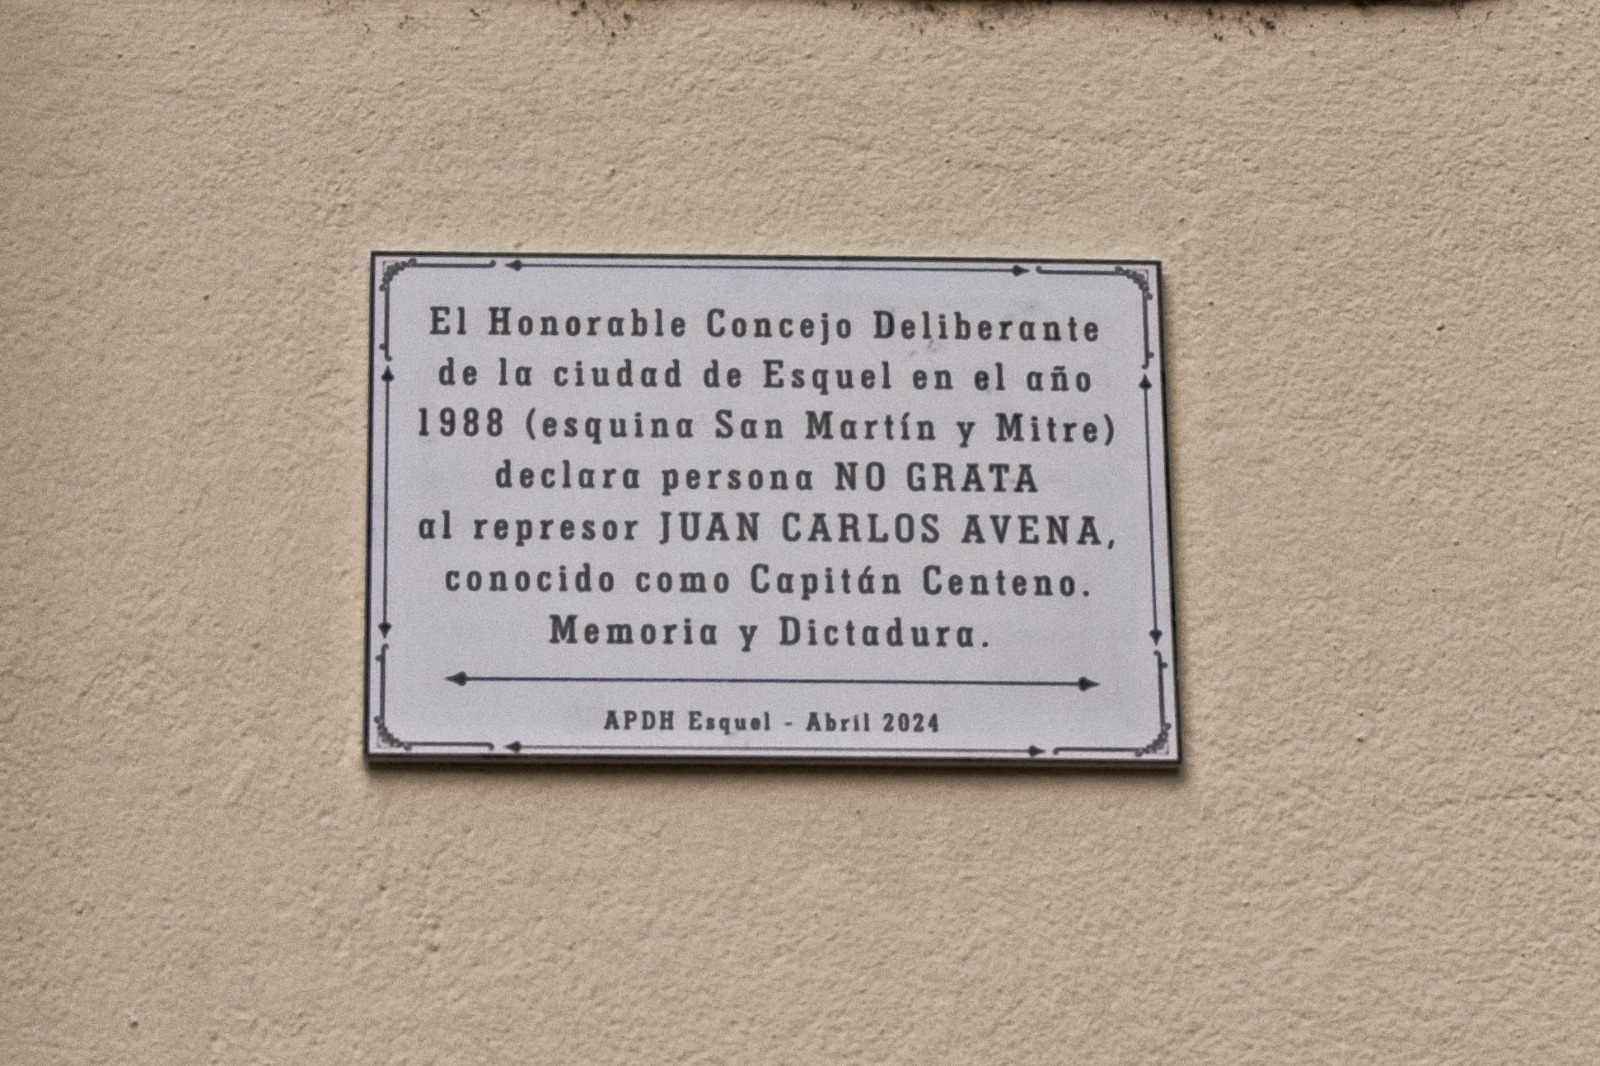 El Honorable Concejo Deliberante
de la ciudad de Esquel en el año
1988 (esquina San Martín y Mitre)
declara persona NO GRATA
al represor JUAN CARLOS AVENA,
conocido como Capitán Centeno.
Memoria y Dictadura.
APDH Esquel - Abril 2024